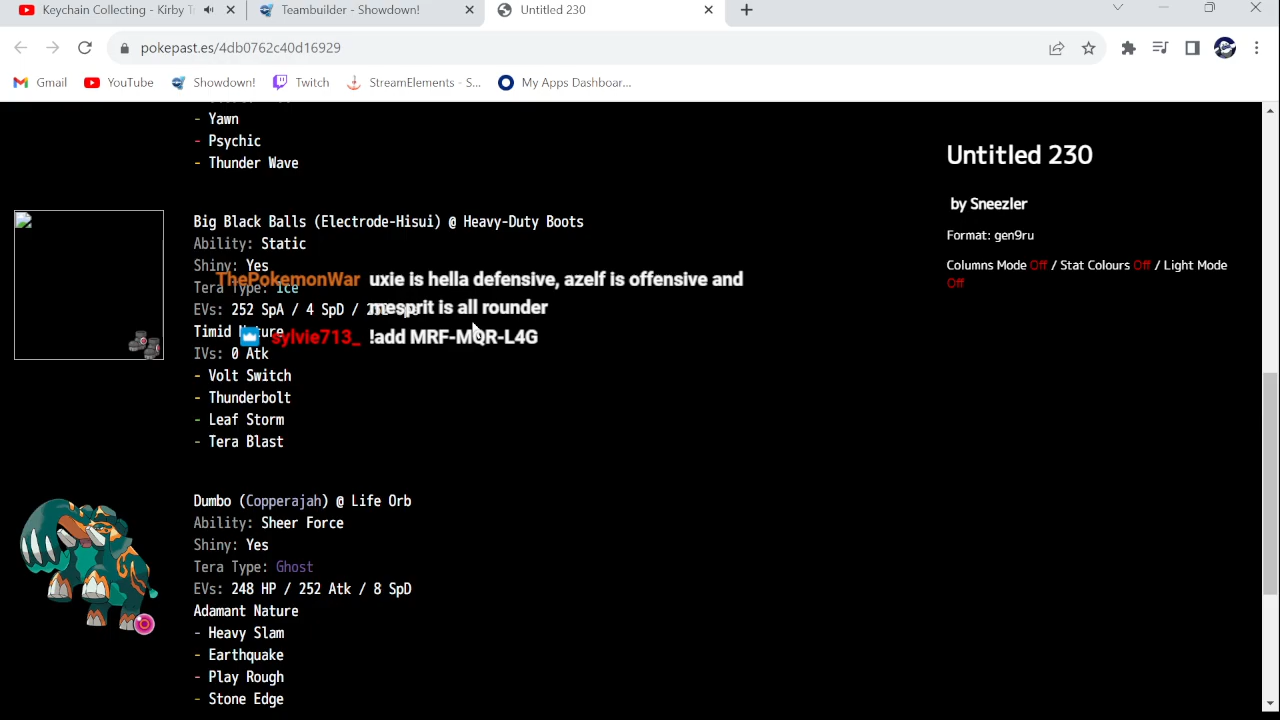 Keychain Collecting - Kirby T
Teambuilder - Showdown!
Untitled 230
pokepast.es/4db0762c40d16929
Gmail
YouTube
Showdown!
Twitch
StreamElements - S...
My Apps Dashboar...
- Yawn
- Psychic
- Thunder Wave
Big Black Balls (Electrode-Hisui) @ Heavy-Duty Boots
Ability: Static
Shiny: Yes
Tera Type: Ice
EVs: 252 SpA / 4 SpD / 252 Spe
Timid Nature
IVs: 0 Atk
- Volt Switch
- Thunderbolt
- Leaf Storm
- Tera Blast
ThePokemonWar uxie is hella defensive, azelf is offensive and
mesprit is all rounder
sylvie713_ !add MRF-MQR-L4G
Dumbo (Copperajah) @ Life Orb
Ability: Sheer Force
Shiny: Yes
Tera Type: Ghost
EVs: 248 HP / 252 Atk / 8 SpD
Adamant Nature
- Heavy Slam
- Earthquake
- Play Rough
- Stone Edge
Untitled 230
by Sneezler
Format: gen9ru
Columns Mode Off / Stat Colours Off / Light Mode
Off